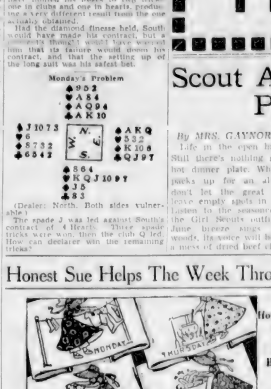 one in clubs and one in hearts, produc-
ing a very different result from the one
actually obtained.
Had the diamond finesse held, South
would have made his contract, but a
I would have warned
him that its failure would doom his
contract, and that the setting up of
the long suit was his safest bet.
Monday's Problem
♠ 9 5 2
♥ A 8 4
♦ A Q 9 4
♣ A K 10
♠ J 10 7 3
♥ 6
♦ 8 7 3 2
♣ 6 5 4 2
N.
W. E.
S.
♠ A K Q
♥ 5 3 2
♦ K 10 6
♣ Q J 9 7
♠ 8 6 4
♥ K Q J 10 9 7
♦ J 5
♣ 8 3
(Dealer: North. Both sides vulner-
able.)
The spade J was led against South's
contract of 4 Hearts. Three spade
tricks were won, then the club Q led.
How can declarer win the remaining
tricks?
Scout A
P
By MRS. GAYNOR
Life in the open h
Still there's nothing
hot dinner plate. Wh
packs up for an
don't let the great
leave empty spots in
Listen to the seasone
the Girl Scouts outfi
June breeze sings
woods, its voice will b
a mess of dried beef
Honest Sue Helps The Week Thro
MONDAY
THURSDAY
Ho